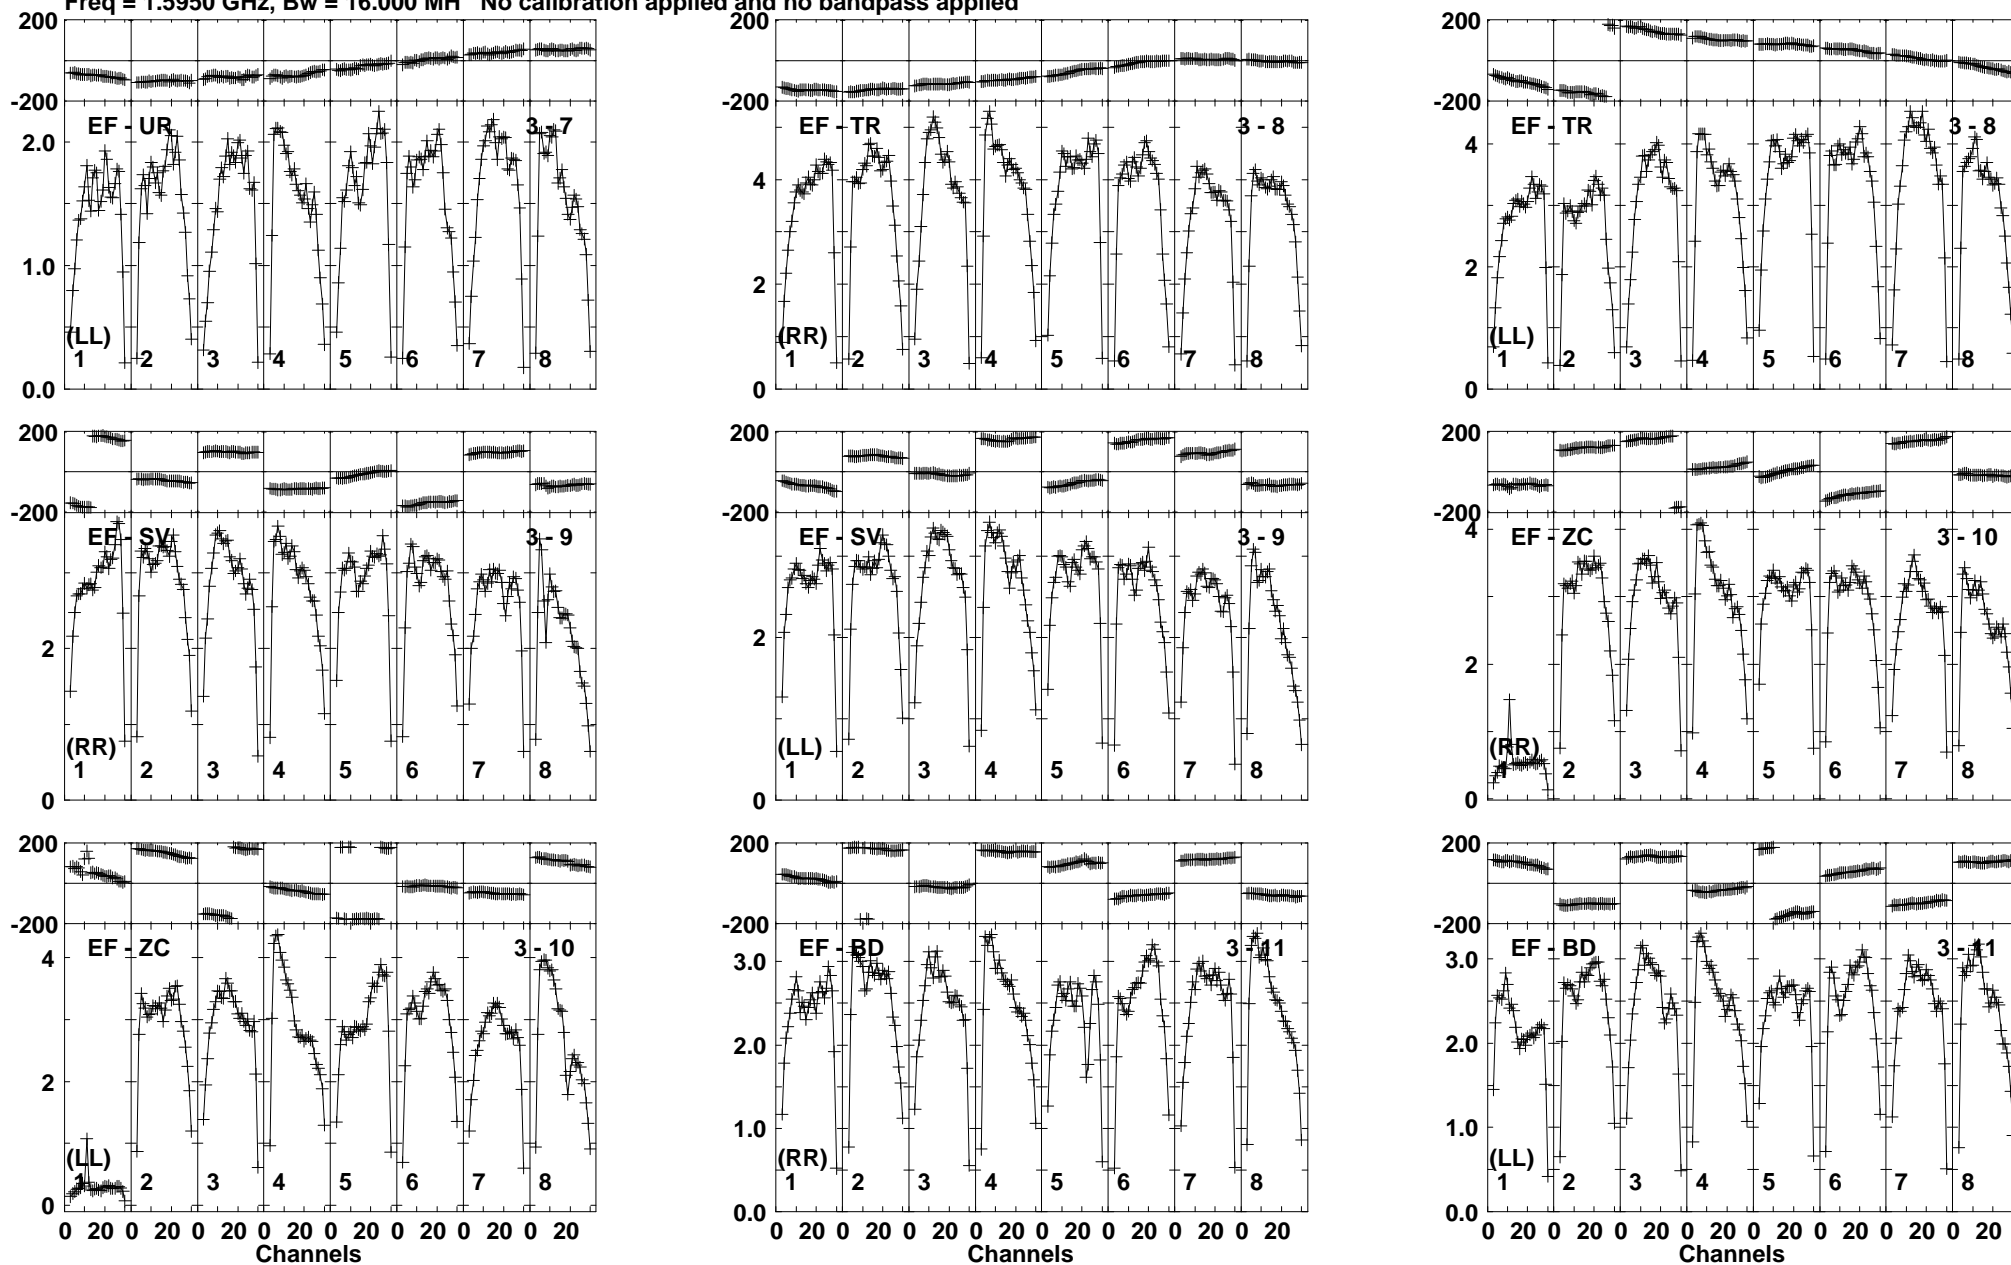 Freq = 1.5950 GHz, Bw = 16.000 MH No calibration applied and no bandpass applied
200 200 200
-200 -200 -200
EF - UR 3 - 7 EF - TR 3 - 8 EF - TR 3 - 8
2.0 4 4
1.0 2 2
(LL) (RR) (LL)
1 2 3 4 5 6 7 8 1 2 3 4 5 6 7 8 1 2 3 4 5 6 7 8
0.0 0 0
200 200 200
-200 -200 -200
EF - SV 3 - 9 EF - SV 3 - 9 EF - ZC 3 - 10
4
2 2 2
(RR) (LL) (RR)
1 2 3 4 5 6 7 8 1 2 3 4 5 6 7 8 1 2 3 4 5 6 7 8
0 0 0
200 200 200
-200 -200 -200
EF - ZC 3 - 10 EF - BD 3 - 11 EF - BD 3 - 11
4 3.0 3.0
2 2.0 2.0
1.0 1.0
(LL) (RR) (LL)
1 2 3 4 5 6 7 8 1 2 3 4 5 6 7 8 1 2 3 4 5 6 7 8
0 0.0 0.0
0 20 0 20 0 20 0 20 0 20 0 20 0 20 0 20 0 20 0 20 0 20 0 20 0 20 0 20 0 20 0 20 0 20 0 20 0 20 0 20 0 20 0 20 0 20 0 20
Channels Channels Channels